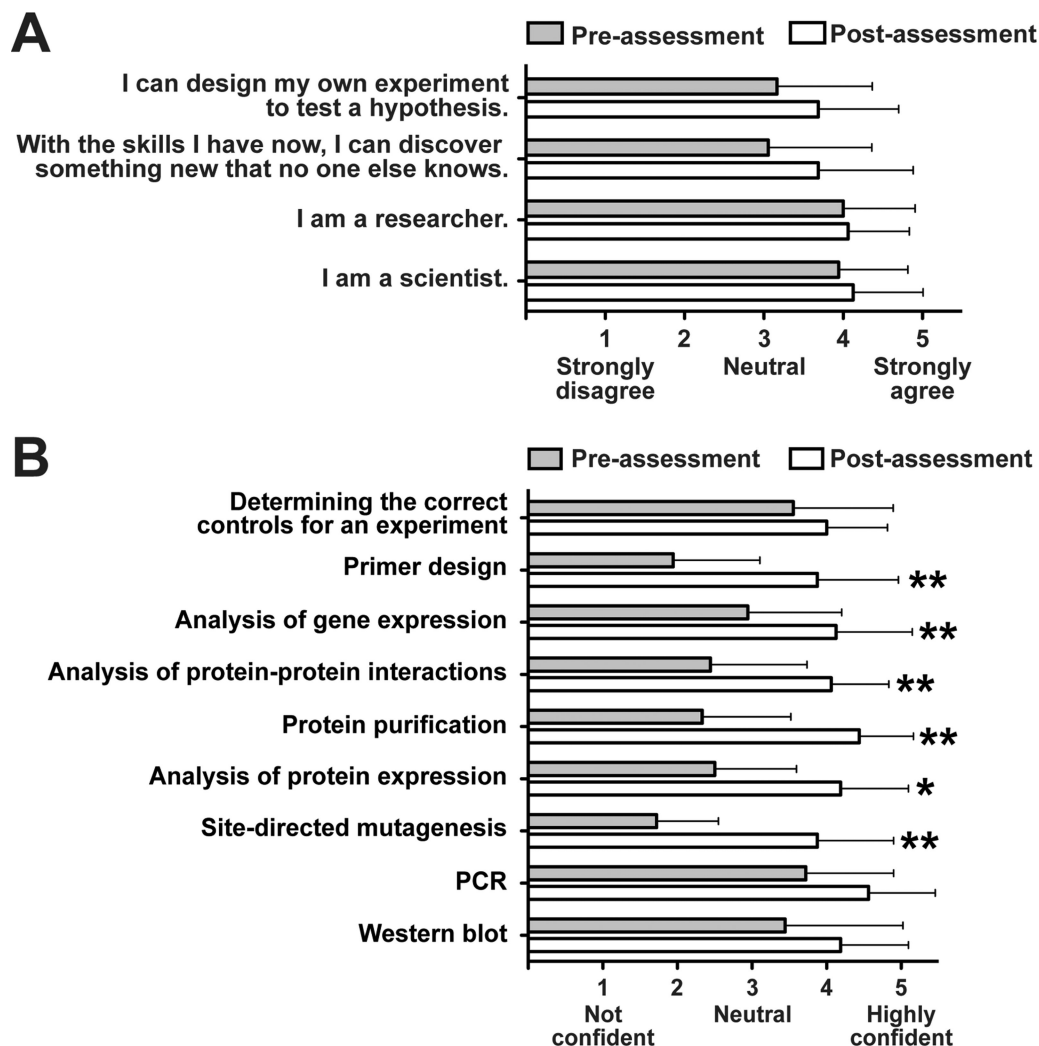 A
Pre-assessment Post-assessment
I can design my own experiment
to test a hypothesis.
With the skills I have now, I can discover
something new that no one else knows.
I am a researcher.
I am a scientist.
1 2 3 4 5
Strongly Neutral Strongly
disagree agree
B
Pre-assessment Post-assessment
Determining the correct
controls for an experiment
Primer design
**
Analysis of gene expression
**
Analysis of protein-protein interactions
**
Protein purification
**
Analysis of protein expression
*
Site-directed mutagenesis
**
PCR
Western blot
1 2 3 4 5
Not Neutral Highly
confident confident